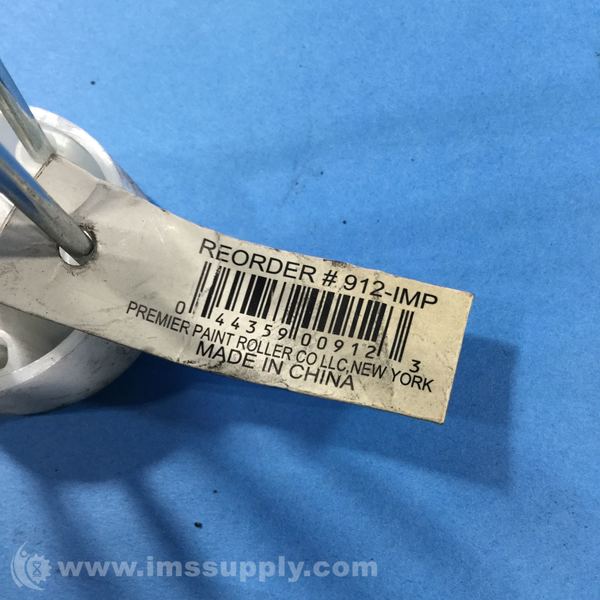 REORDER # 912-IMP
0 44359 00912 3
PREMIER PAINT ROLLER CO LLC, NEW YORK
MADE IN CHINA
www.imssupply.com